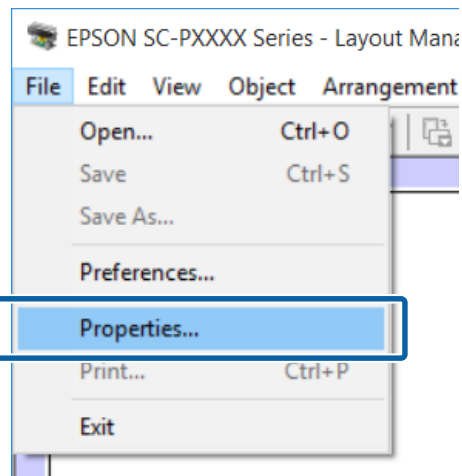 EPSON SC-PXXXX Series - Layout Mana
File Edit View Object Arrangement
Open... Ctrl+O
Save Ctrl+S
Save As...
Preferences...
Properties...
Print... Ctrl+P
Exit